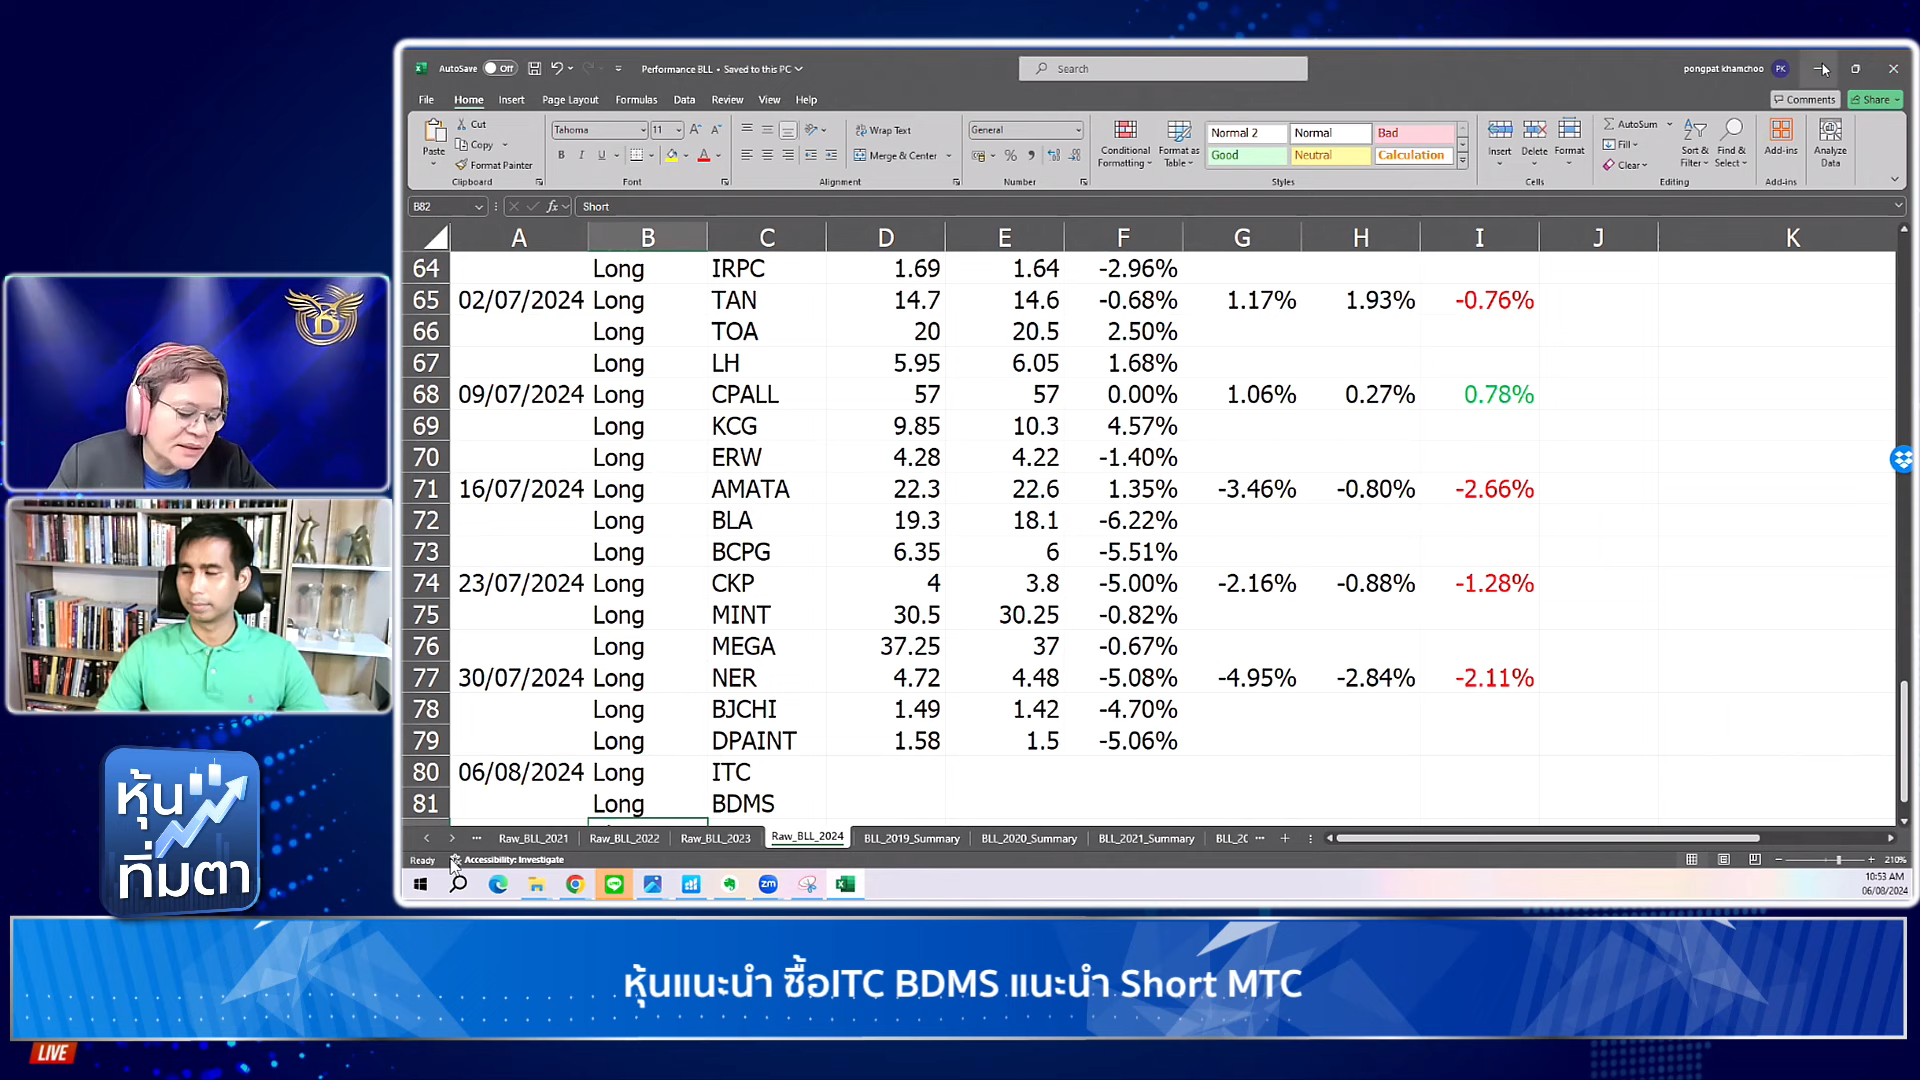 AutoSave Off Performance BLL • Saved to this PC Search pongpat khamchoo PK
File Home Insert Page Layout Formulas Data Review View Help Comments Share
Paste Cut Copy Format Painter Clipboard
Tahoma 11 B I U Font
Wrap Text Merge & Center Alignment
General Number
Conditional Formatting Format as Table
Normal 2 Normal Bad
Good Neutral Calculation
Styles
Insert Delete Format Cells
AutoSum Fill Clear Sort & Filter Find & Select Editing
Add-ins Add-ins Analyze Data
B82 fx Short
A B C D E F G H I J K
64 Long IRPC 1.69 1.64 -2.96%
65 02/07/2024 Long TAN 14.7 14.6 -0.68% 1.17% 1.93% -0.76%
66 Long TOA 20 20.5 2.50%
67 Long LH 5.95 6.05 1.68%
68 09/07/2024 Long CPALL 57 57 0.00% 1.06% 0.27% 0.78%
69 Long KCG 9.85 10.3 4.57%
70 Long ERW 4.28 4.22 -1.40%
71 16/07/2024 Long AMATA 22.3 22.6 1.35% -3.46% -0.80% -2.66%
72 Long BLA 19.3 18.1 -6.22%
73 Long BCPG 6.35 6 -5.51%
74 23/07/2024 Long CKP 4 3.8 -5.00% -2.16% -0.88% -1.28%
75 Long MINT 30.5 30.25 -0.82%
76 Long MEGA 37.25 37 -0.67%
77 30/07/2024 Long NER 4.72 4.48 -5.08% -4.95% -2.84% -2.11%
78 Long BJCHI 1.49 1.42 -4.70%
79 Long DPAINT 1.58 1.5 -5.06%
80 06/08/2024 Long ITC
81 Long BDMS
Raw_BLL_2021 Raw_BLL_2022 Raw_BLL_2023 Raw_BLL_2024 BLL_2019_Summary BLL_2020_Summary BLL_2021_Summary BLL_20
Ready Accessibility: Investigate 210%
10:53 AM
06/08/2024
หุ้น
ทิ่มตา
หุ้นแนะนำ ซื้อITC BDMS แนะนำ Short MTC
LIVE